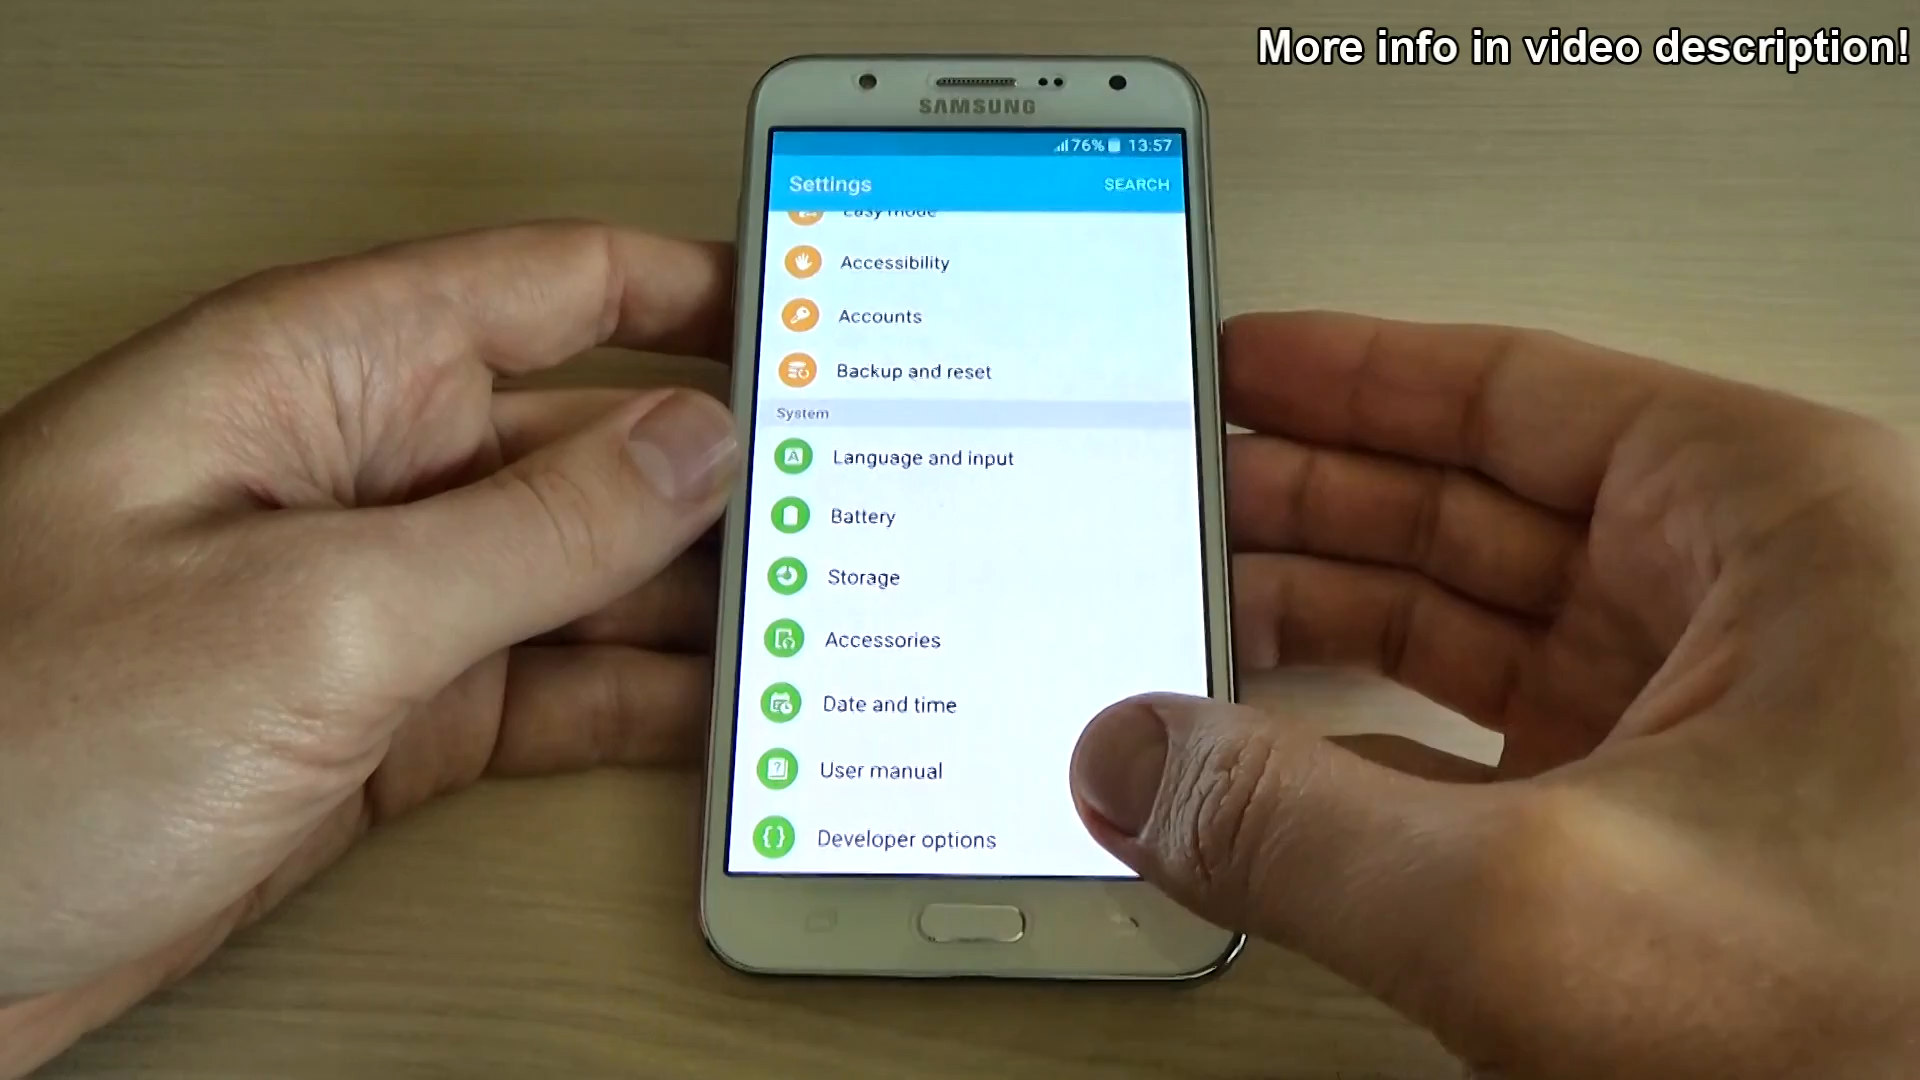 More info in video description!
SAMSUNG
76% 13:57
Settings SEARCH
Easy mode
Accessibility
Accounts
Backup and reset
System
Language and input
Battery
Storage
Accessories
Date and time
User manual
Developer options